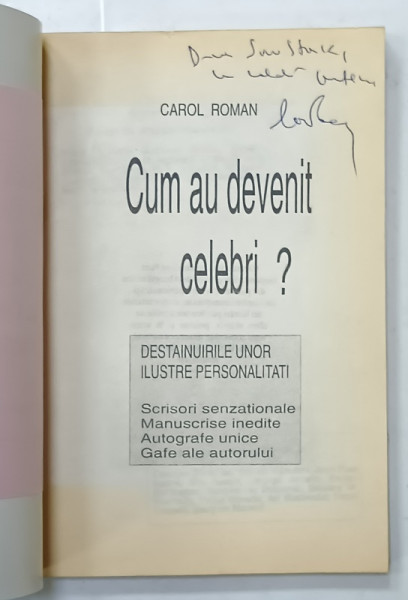 CAROL ROMAN
Cum au devenit
celebri ?
DESTAINUIRILE UNOR
ILUSTRE PERSONALITATI
Scrisori senzationale
Manuscrise inedite
Autografe unice
Gafe ale autorului